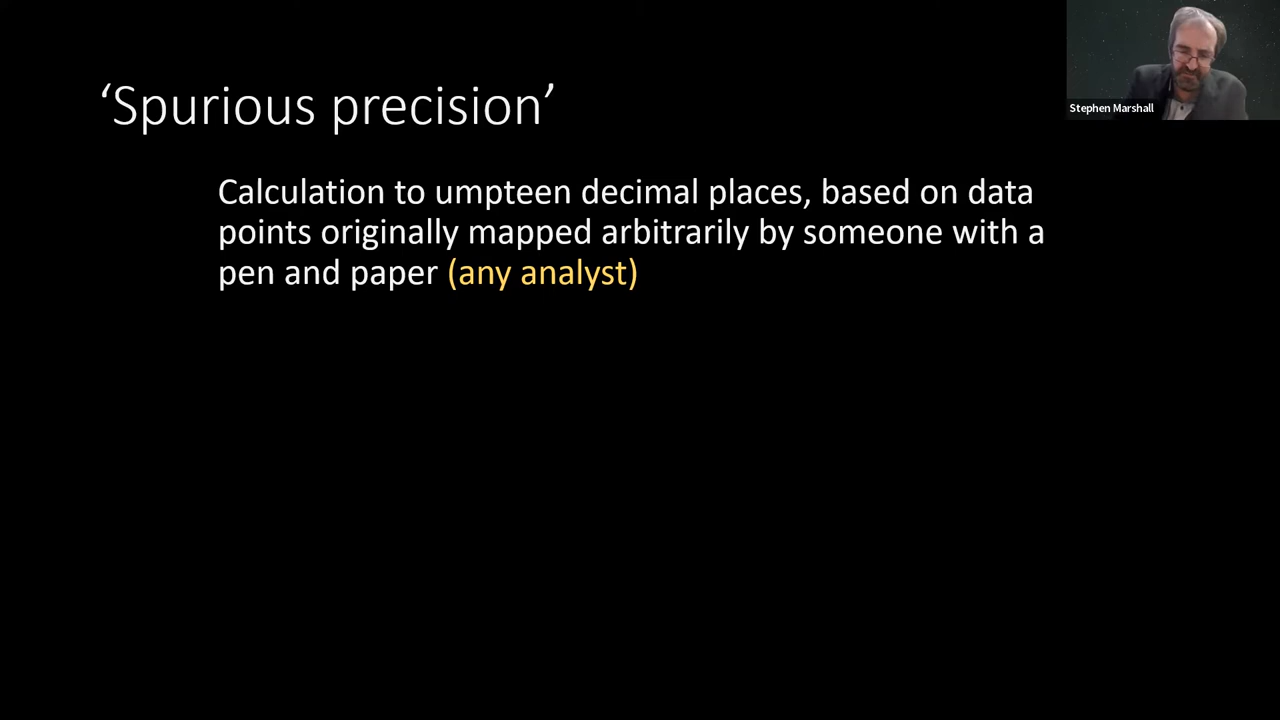 ‘Spurious precision’
Calculation to umpteen decimal places, based on data
points originally mapped arbitrarily by someone with a
pen and paper (any analyst)
Stephen Marshall